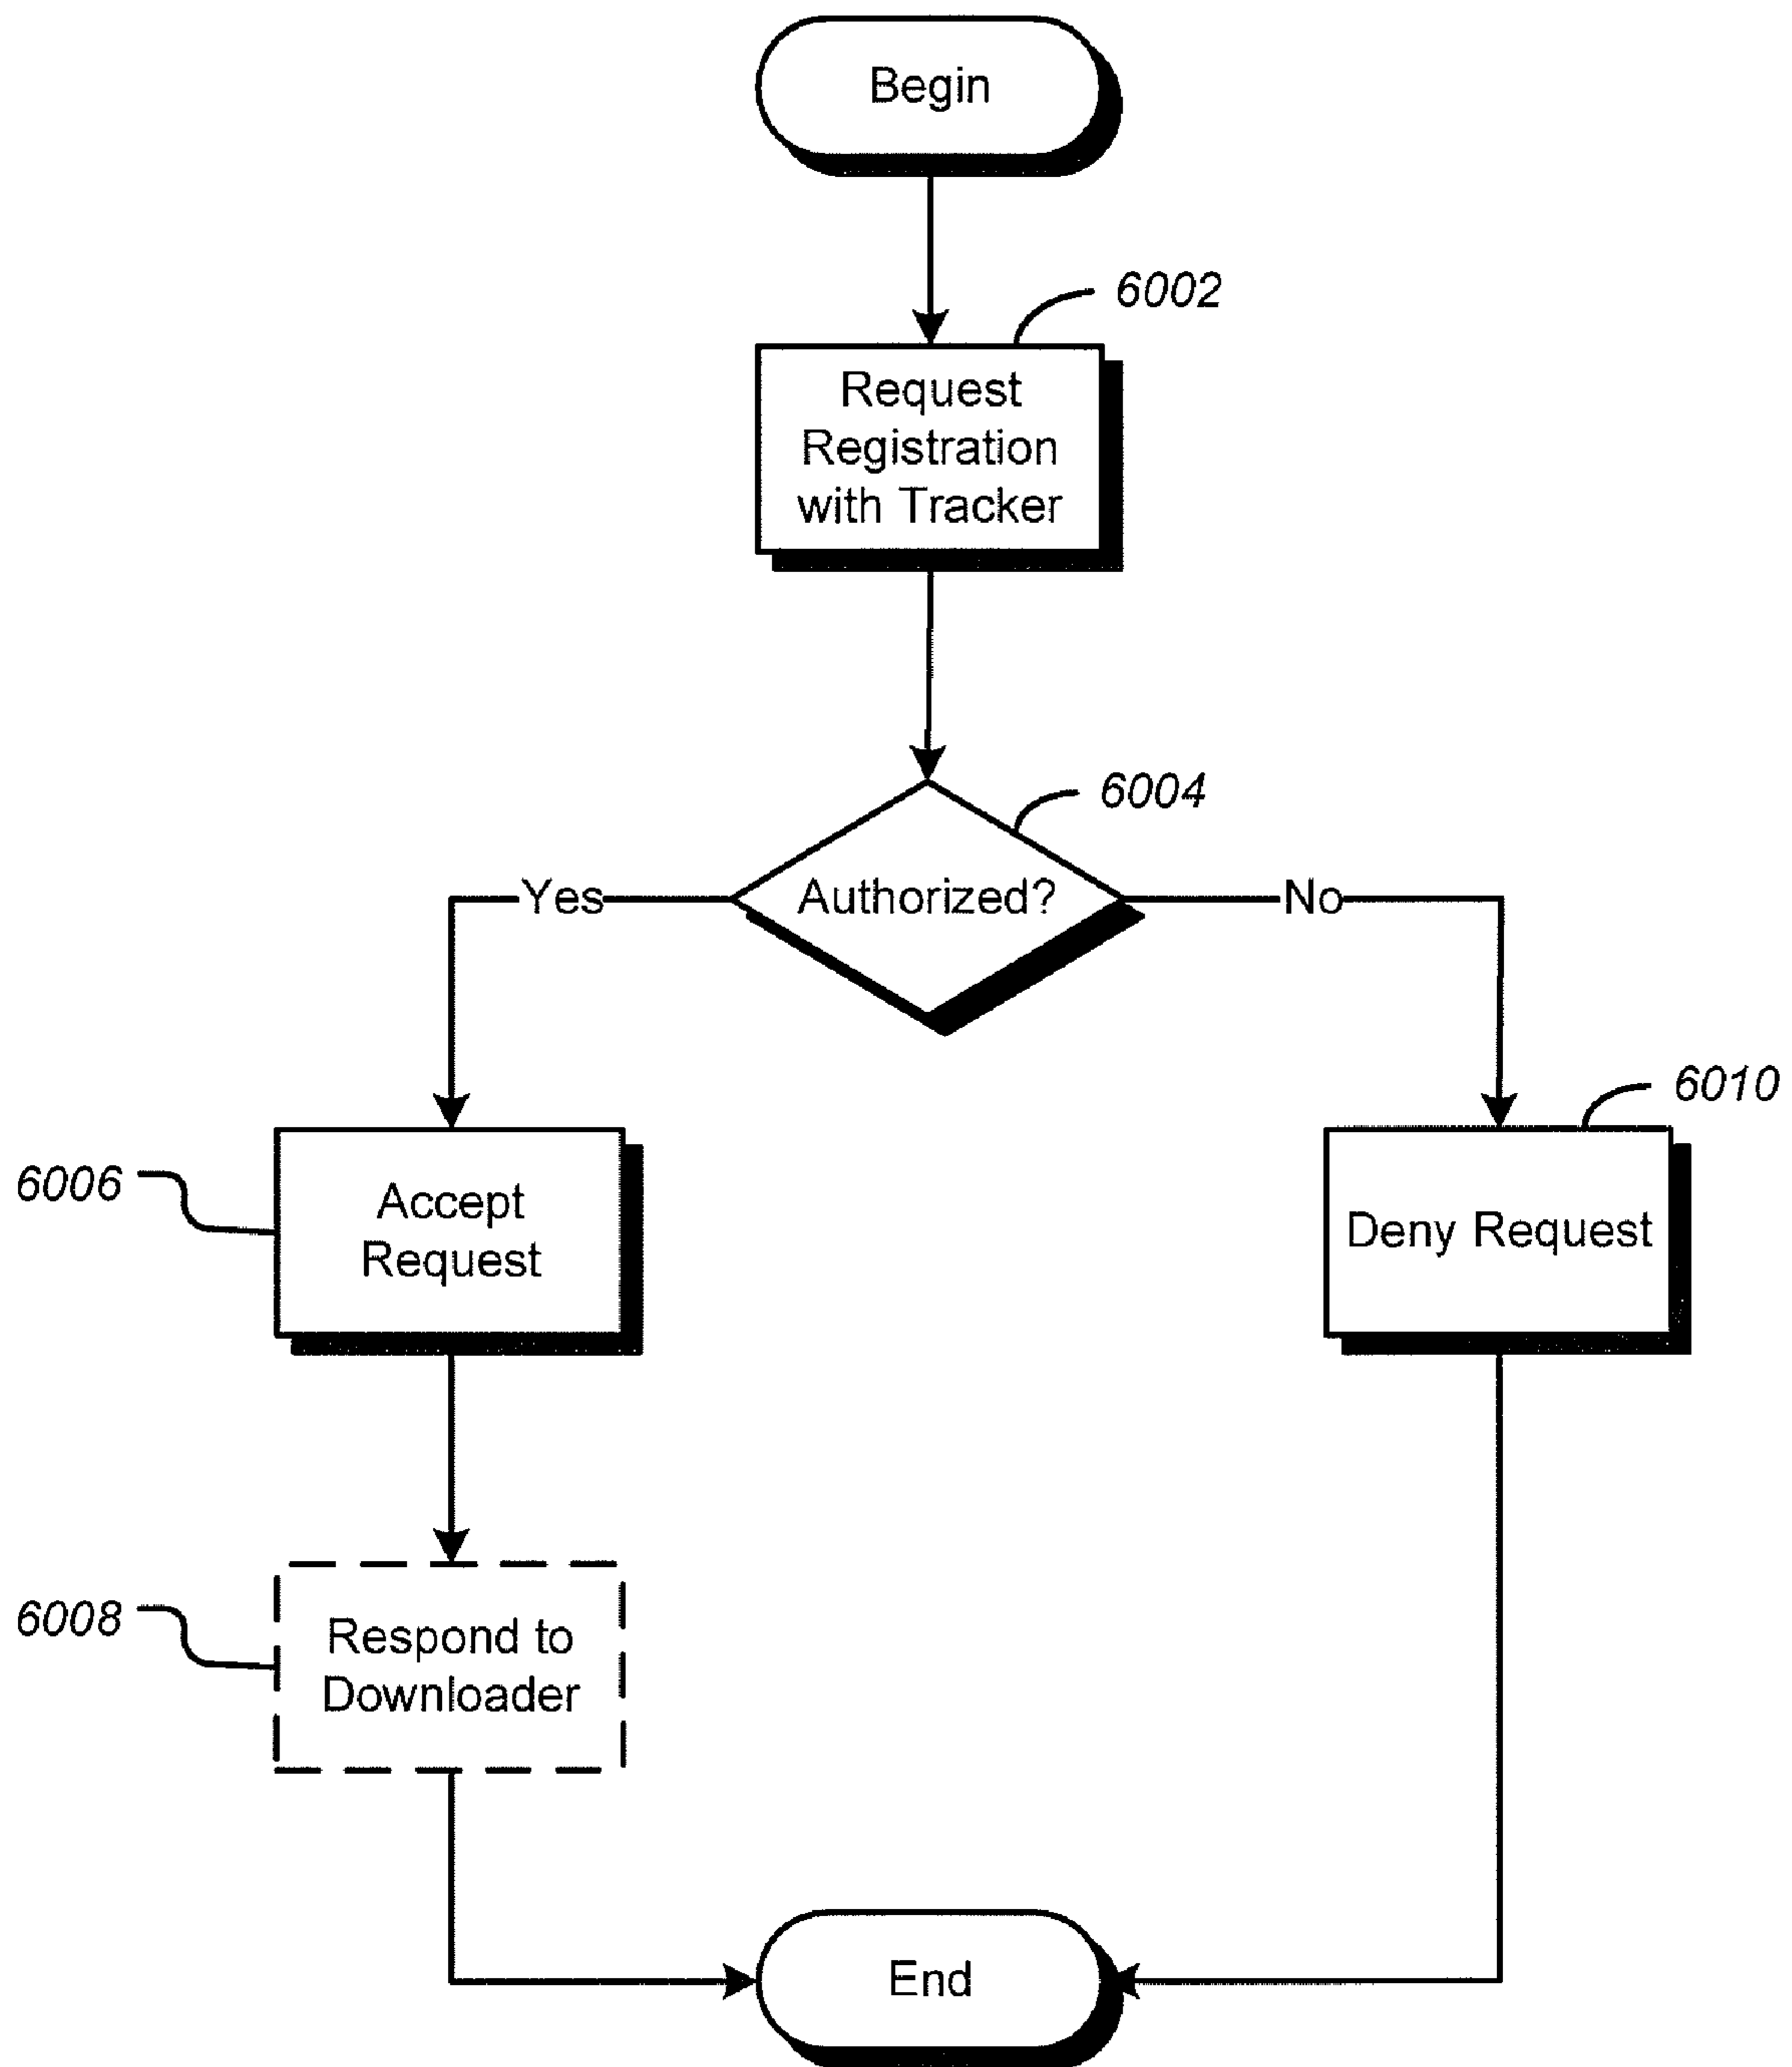 Begin
6002
Request
Registration
with Tracker
6004
Yes
Authorized?
No
6010
6006
Accept
Request
Deny Request
6008
Respond to
Downloader
End